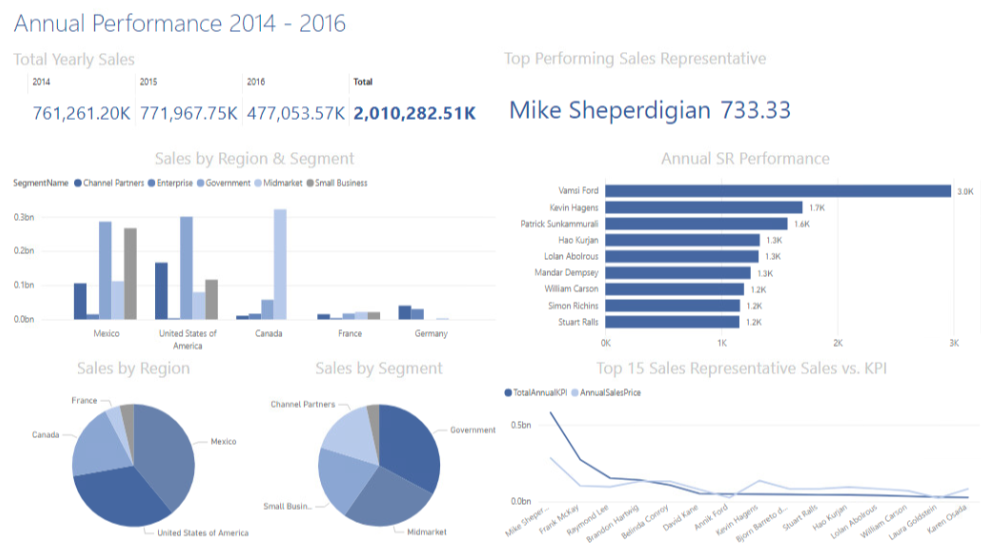 Annual Performance 2014 - 2016
Total Yearly Sales
2014 2015 2016 Total
761,261.20K 771,967.75K 477,053.57K 2,010,282.51K
Top Performing Sales Representative
Mike Sheperdigian 733.33
Sales by Region & Segment
SegmentName Channel Partners Enterprise Government Midmarket Small Business
0.3bn
0.2bn
0.1bn
0.0bn
Mexico United States of America Canada France Germany
Annual SR Performance
Vamsi Ford 3.0K
Kevin Hagens 1.7K
Patrick Sunkammurali 1.6K
Hao Kurjan 1.3K
Lolan Abolrous 1.3K
Mandar Dempsey 1.3K
William Carson 1.2K
Simon Richins 1.2K
Stuart Ralls 1.2K
0K 1K 2K 3K
Sales by Region
France
Canada
Mexico
United States of America
Sales by Segment
Channel Partners
Government
Small Busin...
Midmarket
Top 15 Sales Representative Sales vs. KPI
TotalAnnualKPI AnnualSalesPrice
0.5bn
0.0bn
Mike Sheper...
Frank McKay
Raymond Lee
Brandon Hartwig
Belinda Conroy
David Kane
Annik Ford
Kevin Hagens
Bjorn Barreto d...
Stuart Ralls
Hao Kurjan
Lolan Abolrous
William Carson
Laura Goldstein
Karen Osada